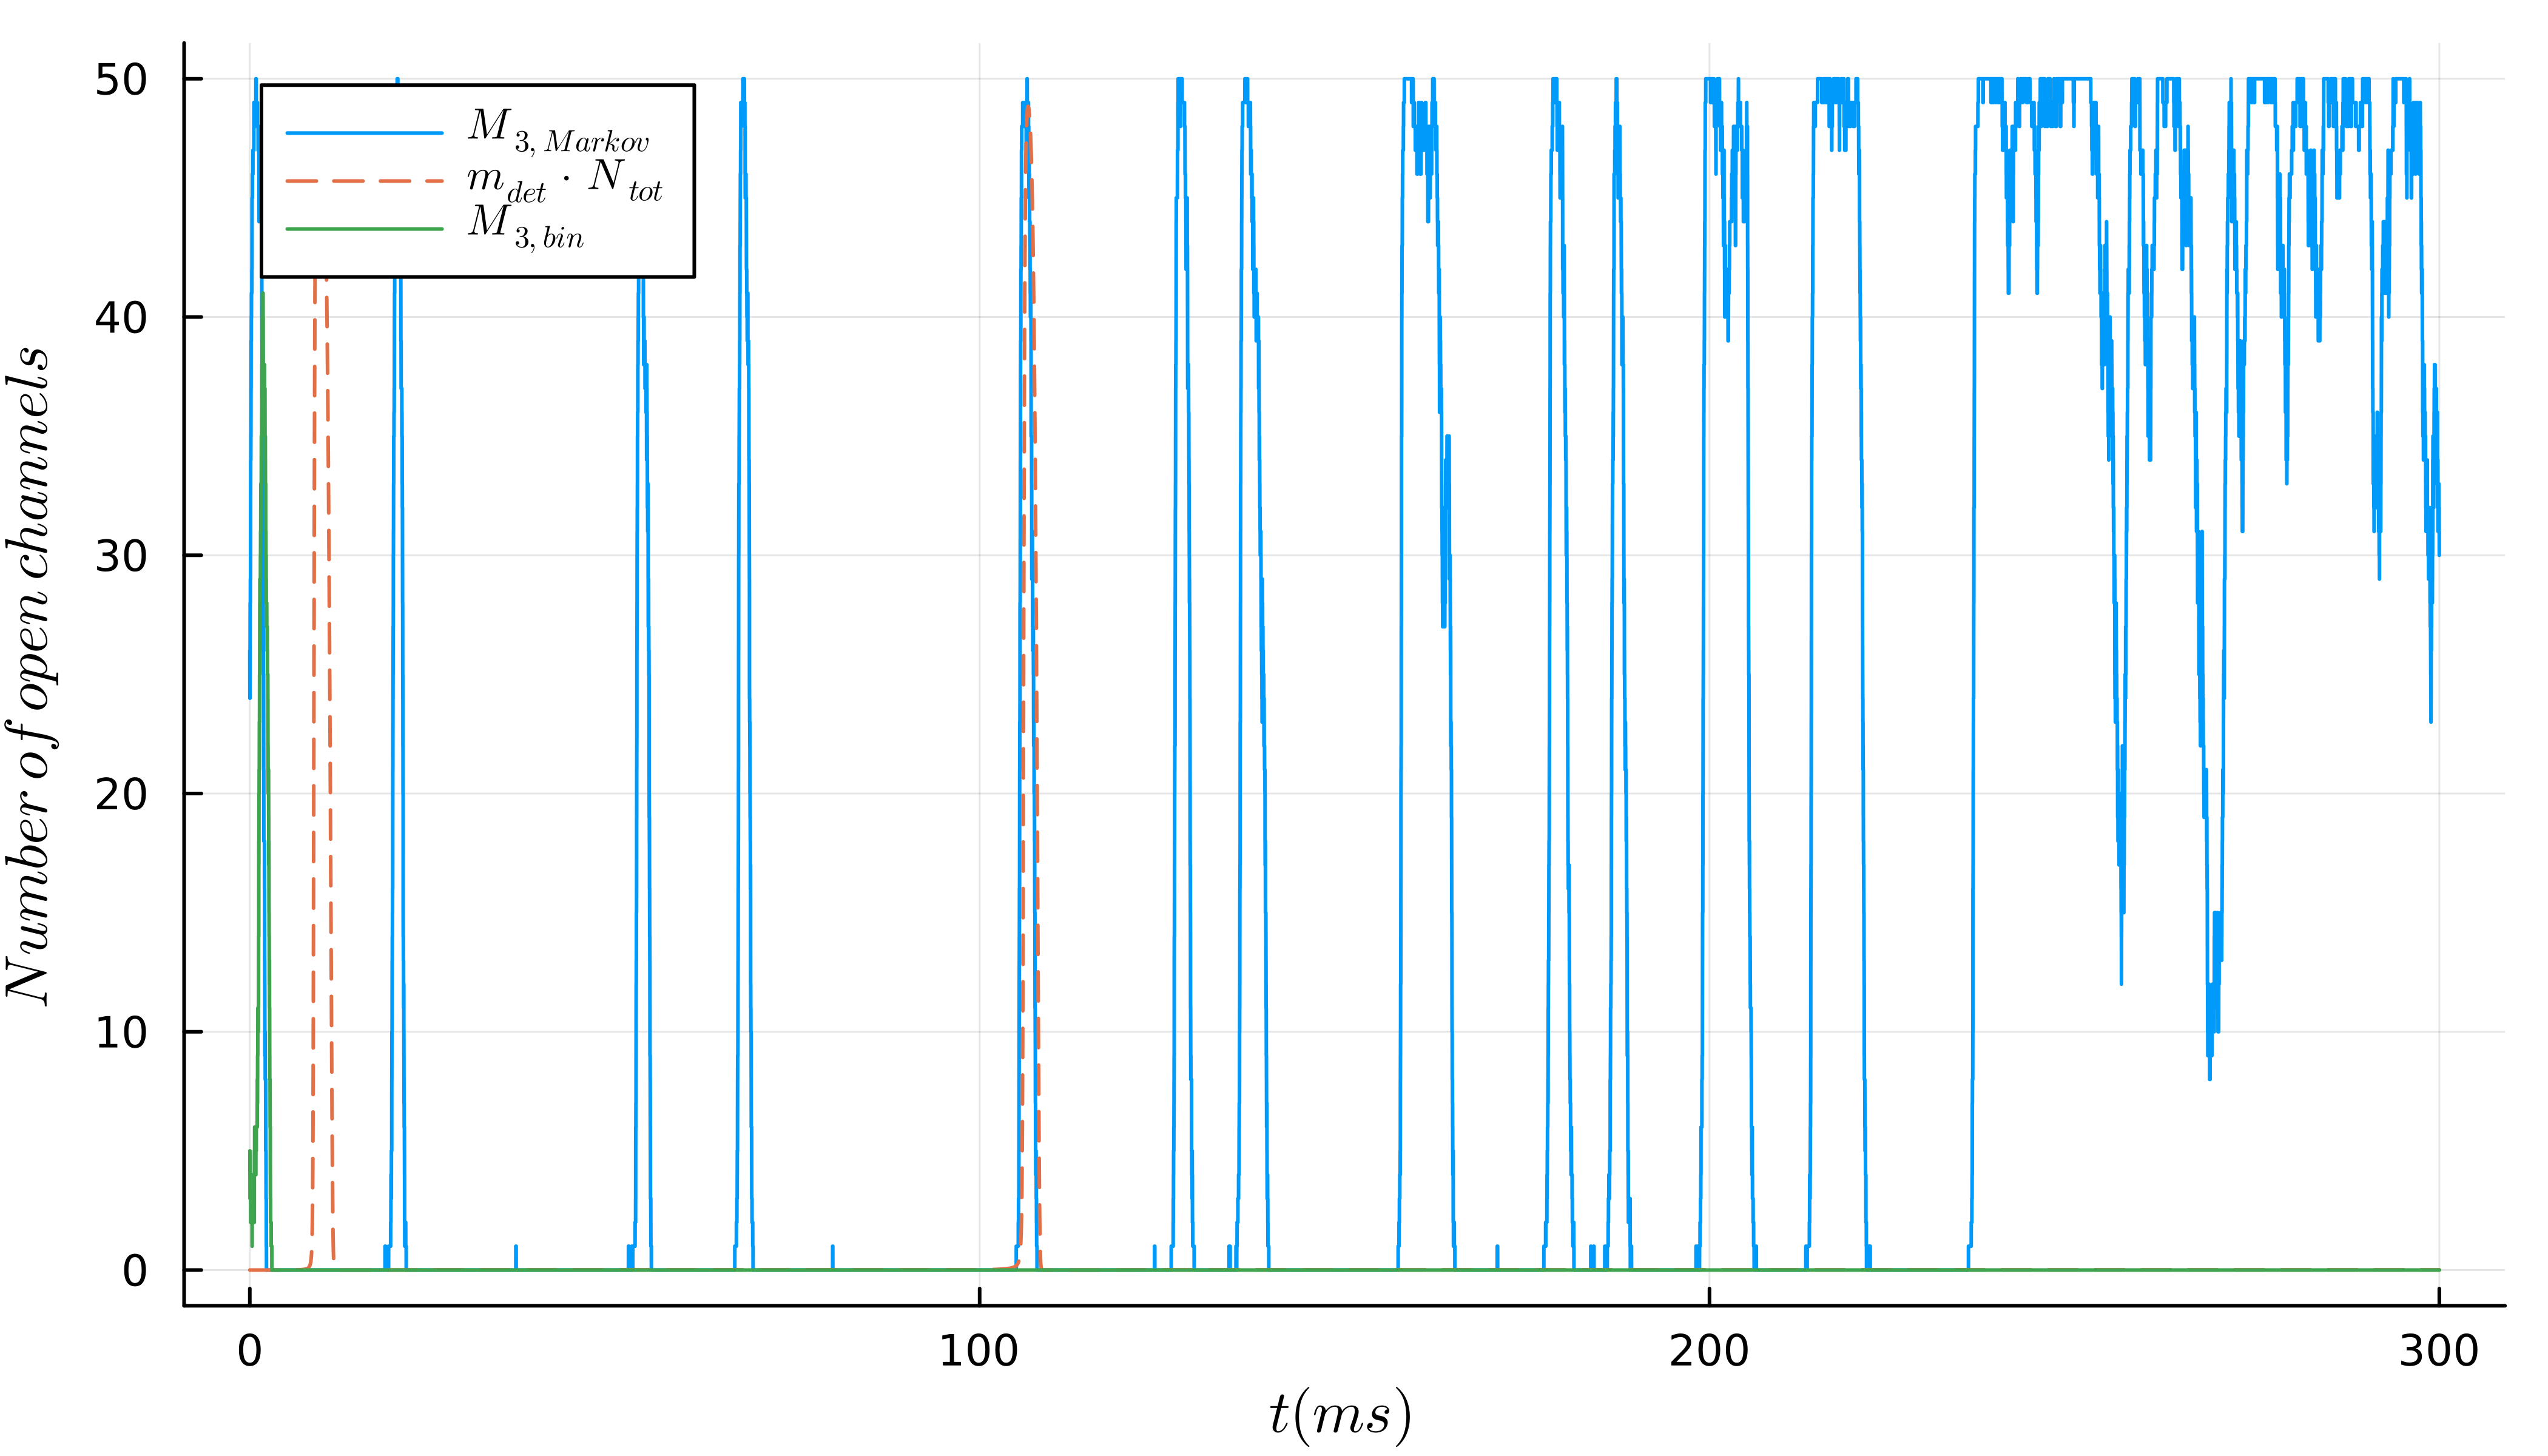 50
40
30
20
10
0
Number of open channels
M3, Markov
mdet · Ntot
M3, bin
0 100 200 300
t(ms)